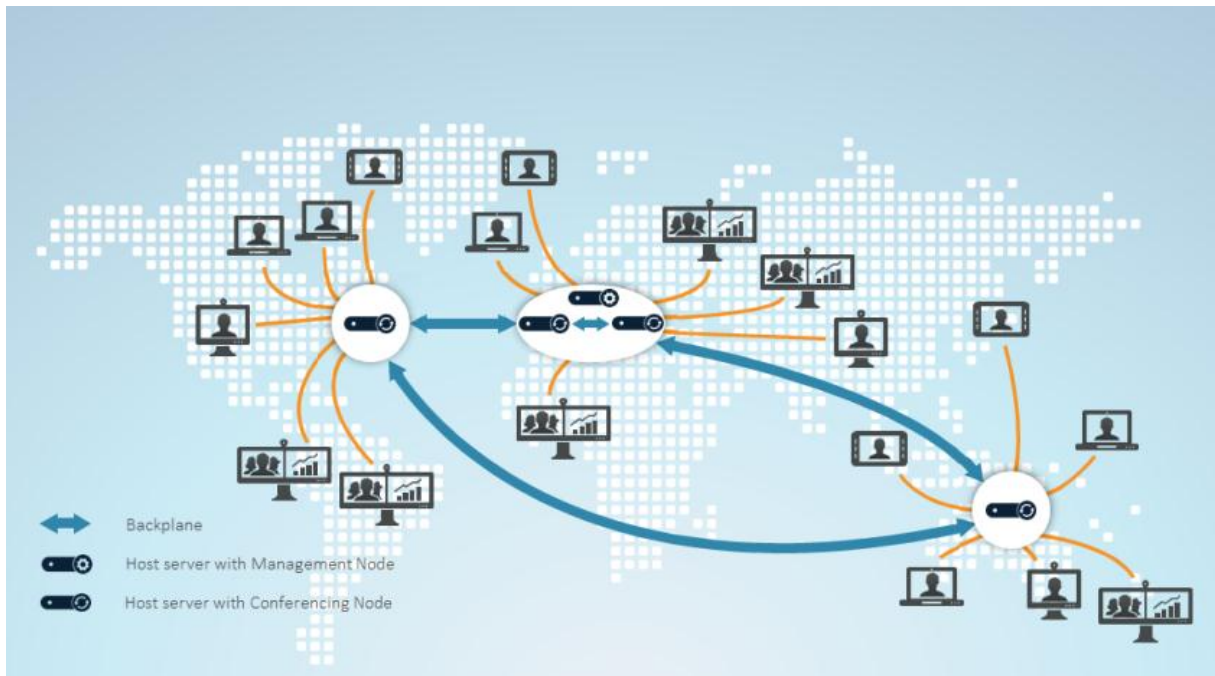 Backplane
Host server with Management Node
Host server with Conferencing Node